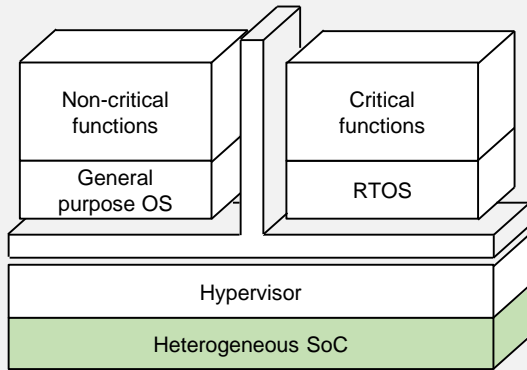 Non-critical
functions
General
purpose OS
Critical
functions
RTOS
Hypervisor
Heterogeneous SoC